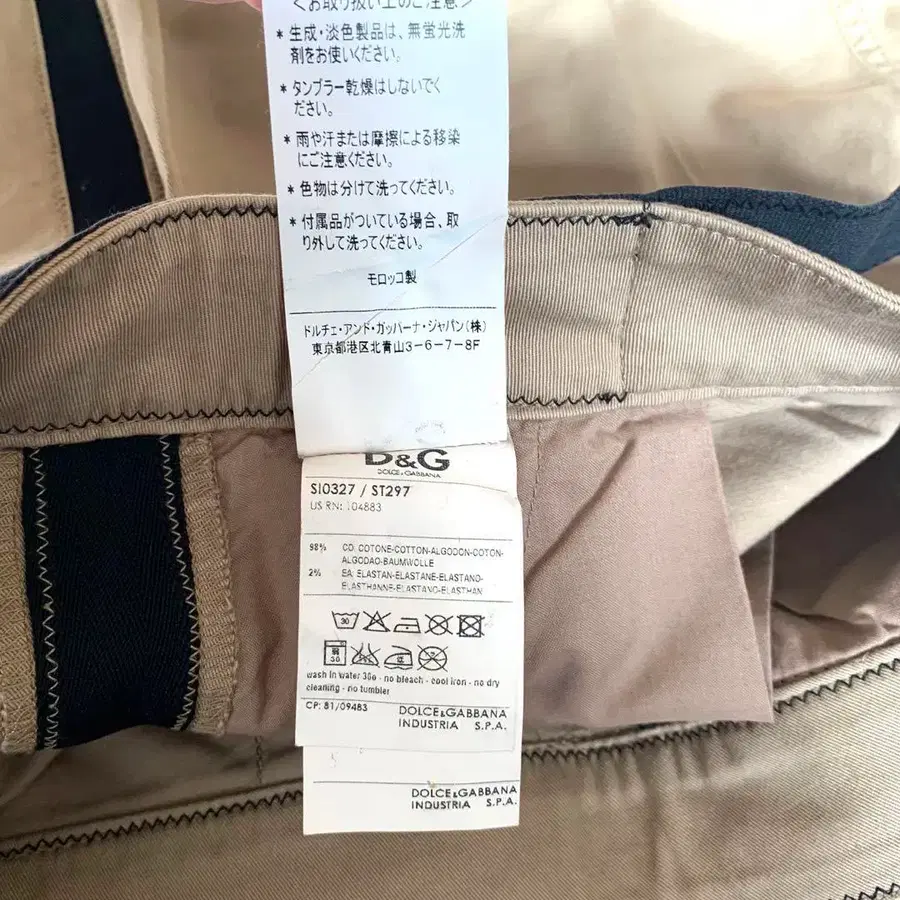 <お取り扱い上のご注意>
* 生成・淡色製品は、無蛍光洗
剤をお使いください。
* タンブラー乾燥はしないでく
ださい。
* 雨や汗または摩擦による移染
にご注意ください。
* 色物は分けて洗ってください。
* 付属品がついている場合、取
り外して洗ってください。
モロッコ製
ドルチェ・アンド・ガッバーナ・ジャパン(株)
東京都港区北青山3-6-7-8F
D&G
DOLCE & GABBANA
SI0327 / ST297
US RN: 104883
98% CO: COTONE-COTTON-ALGODON-COTON-
ALGODAO-BAUMWOLLE
2% EA: ELASTAN-ELASTANE-ELASTANO-
ELASTHANNE-ELASTANO-ELASTHAN
30
30
wash in water 30° - no bleach - cool iron - no dry
cleaning - no tumbler
CP: 81/09483
DOLCE&GABBANA
INDUSTRIA S.P.A.
DOLCE&GABBANA
INDUSTRIA S.P.A.